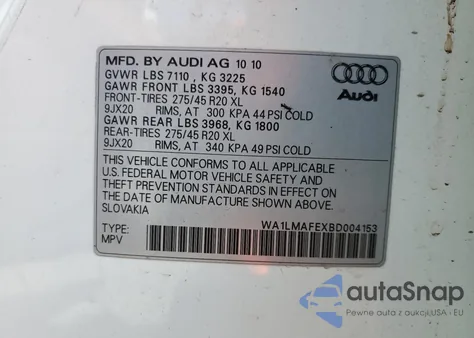 MFD. BY AUDI AG 10 10
GVWR LBS 7110 , KG 3225
GAWR FRONT LBS 3395, KG 1540
FRONT-TIRES 275/45 R20 XL
9JX20 RIMS, AT 300 KPA 44 PSI COLD
GAWR REAR LBS 3968, KG 1800
REAR-TIRES 275/45 R20 XL
9JX20 RIMS, AT 340 KPA 49 PSI COLD
THIS VEHICLE CONFORMS TO ALL APPLICABLE
U.S. FEDERAL MOTOR VEHICLE SAFETY AND
THEFT PREVENTION STANDARDS IN EFFECT ON
THE DATE OF MANUFACTURE SHOWN ABOVE.
SLOVAKIA
Audi
WA1LMAFEXBD004153
TYPE:
MPV
autoSnap
Pewne auta z aukcji USA i EU